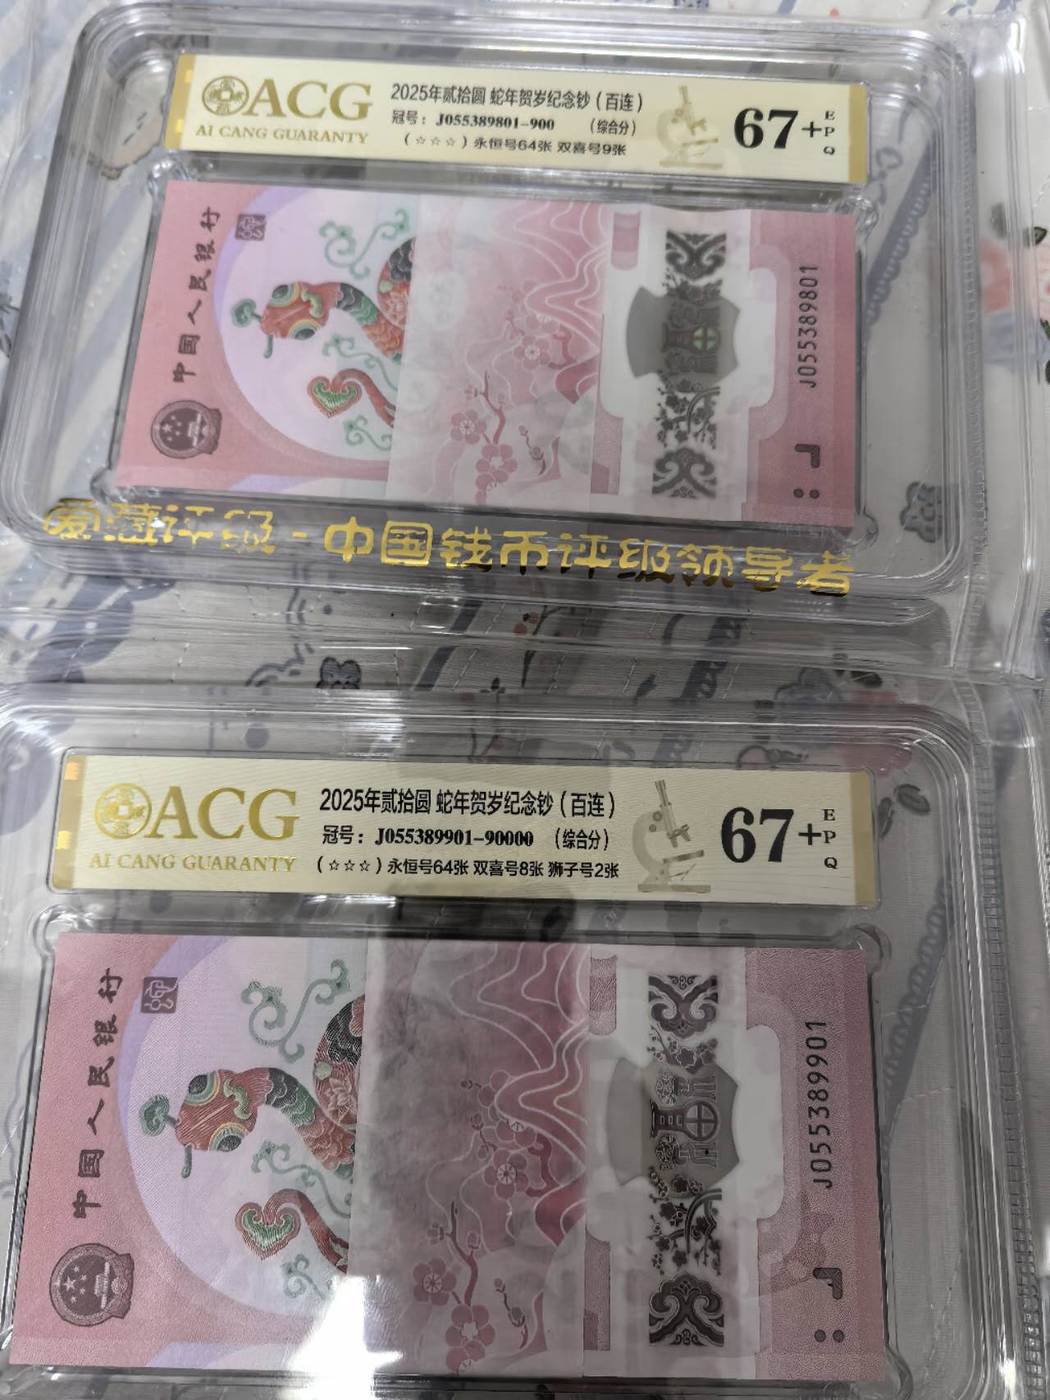 ACG
AI CANG GUARANTY
2025年贰拾圆 蛇年贺岁纪念钞（百连）
冠号：J055389801-900 （综合分）
（☆☆☆）永恒号64张 双喜号9张
67+
EPQ
中国人民银行
J055389801
爱藏评级-中国钱币评级领导者
ACG
AI CANG GUARANTY
2025年贰拾圆 蛇年贺岁纪念钞（百连）
冠号：J055389901-90000 （综合分）
（☆☆☆）永恒号64张 双喜号8张 狮子号2张
67+
EPQ
中国人民银行
J055389901